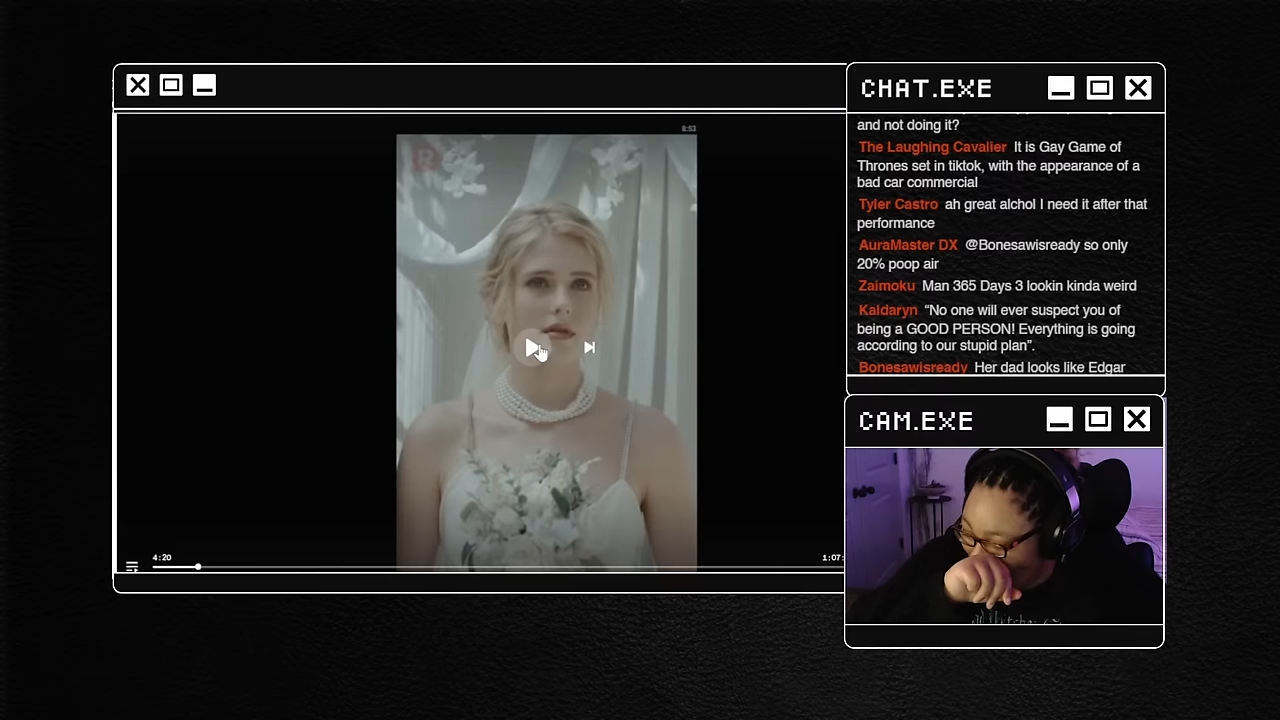 CHAT.EXE
and not doing it?
The Laughing Cavalier It is Gay Game of
Thrones set in tiktok, with the appearance of a
bad car commercial
Tyler Castro ah great alchol I need it after that
performance
AuraMaster DX @Bonesawisready so only
20% poop air
Zaimoku Man 365 Days 3 lookin kinda weird
Kaldaryn “No one will ever suspect you of
being a GOOD PERSON! Everything is going
according to our stupid plan”.
Bonesawisready Her dad looks like Edgar
8:53
R
4:20
1:07:
CAM.EXE